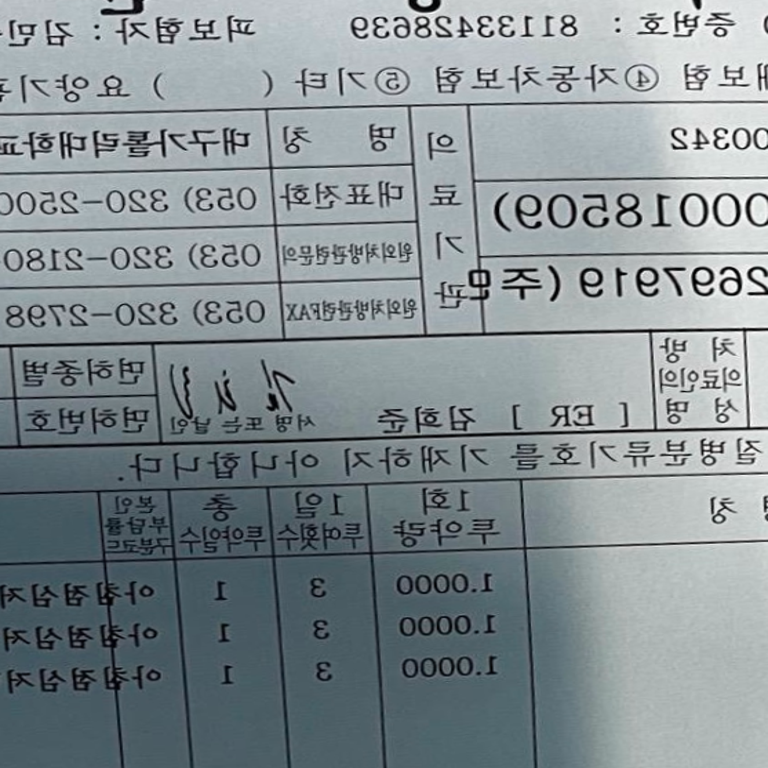 증번호 : 81133428639 피보험자 : 김민
보험 ④자동차보험 ⑤기타 ( ) 요양기
00342
00018509)
2697919 (주)
의료기관
명 칭 대구가톨릭대학교
대표전화 (053) 320-2500
원외처방관련문의 (053) 320-2180
원외처방관련FAX (053) 320-2798
처 방
의료인의
성 명
[ ER ] 김희준
서명 또는 날인
면허종별
면허번호
질병분류기호를 기재하지 아니합니다.
칭
1회
투약량
1일
투여횟수
총
투약일수
본인
부담률
구분코드
1.0000 3 1 아침점심저
1.0000 3 1 아침점심저
1.0000 3 1 아침점심저